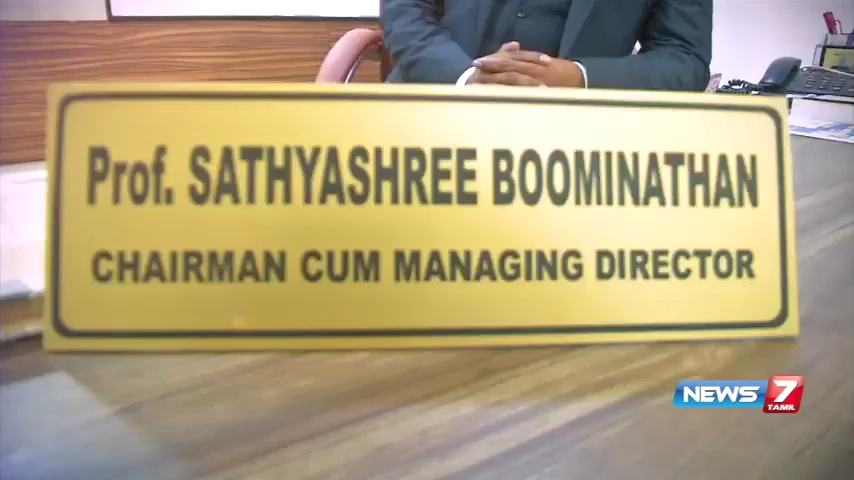 Prof. SATHYASHREE BOOMINATHAN
CHAIRMAN CUM MANAGING DIRECTOR
NEWS 7
TAMIL